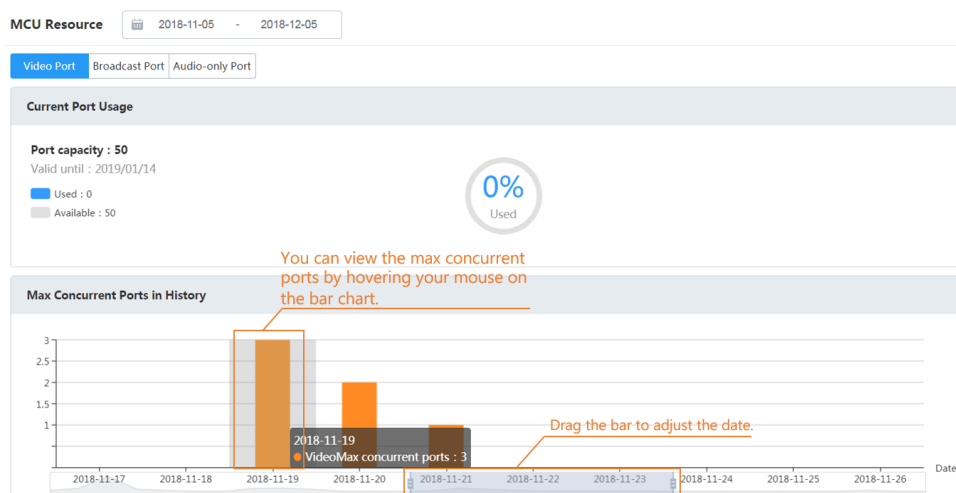 MCU Resource 2018-11-05 - 2018-12-05
Video Port Broadcast Port Audio-only Port
Current Port Usage
Port capacity : 50
Valid until : 2019/01/14
Used : 0
Available : 50
0%
Used
You can view the max concurrent
ports by hovering your mouse on
the bar chart.
Max Concurrent Ports in History
3
2.5
2
1.5
1
2018-11-19
VideoMax concurrent ports : 3
Drag the bar to adjust the date.
Date
2018-11-17 2018-11-18 2018-11-19 2018-11-20 2018-11-21 2018-11-22 2018-11-23 2018-11-24 2018-11-25 2018-11-26